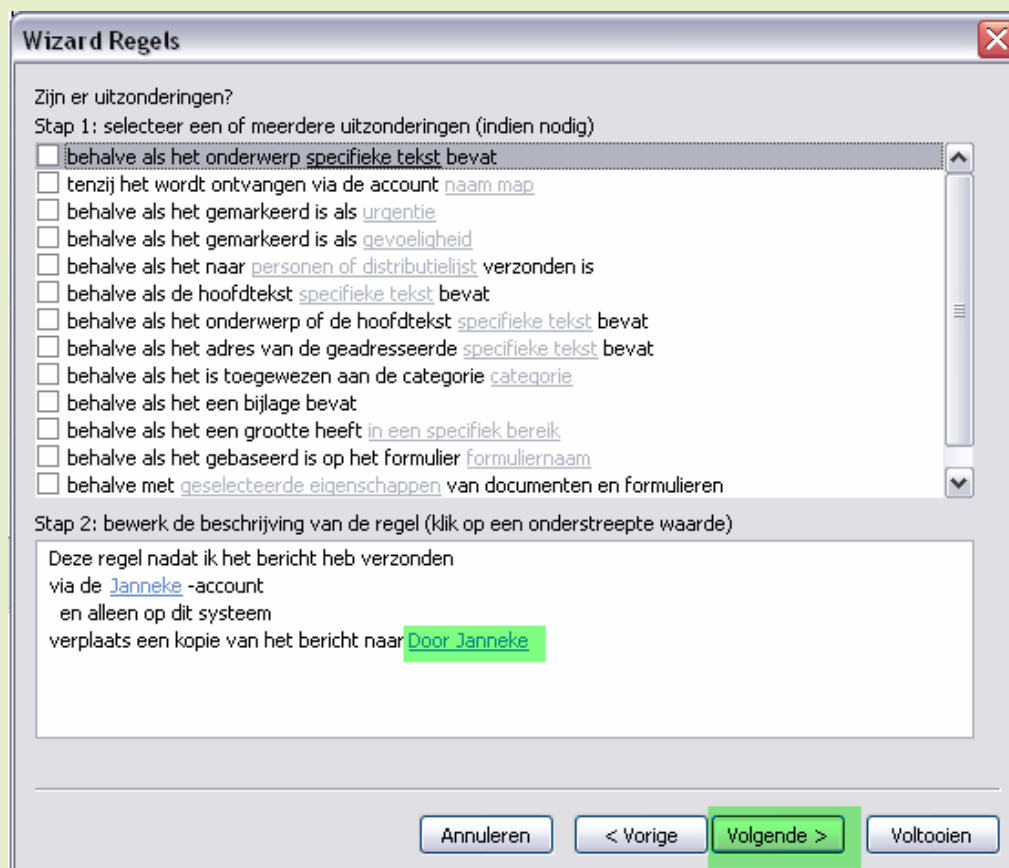 Wizard Regels
Zijn er uitzonderingen?
Stap 1: selecteer een of meerdere uitzonderingen (indien nodig)
behalve als het onderwerp specifieke tekst bevat
tenzij het wordt ontvangen via de account naam map
behalve als het gemarkeerd is als urgentie
behalve als het gemarkeerd is als gevoeligheid
behalve als het naar personen of distributielijst verzonden is
behalve als de hoofdtekst specifieke tekst bevat
behalve als het onderwerp of de hoofdtekst specifieke tekst bevat
behalve als het adres van de geadresseerde specifieke tekst bevat
behalve als het is toegewezen aan de categorie categorie
behalve als het een bijlage bevat
behalve als het een grootte heeft in een specifiek bereik
behalve als het gebaseerd is op het formulier formuliernaam
behalve met geselecteerde eigenschappen van documenten en formulieren
Stap 2: bewerk de beschrijving van de regel (klik op een onderstreepte waarde)
Deze regel nadat ik het bericht heb verzonden
via de Janneke -account
en alleen op dit systeem
verplaats een kopie van het bericht naar Door Janneke
Annuleren < Vorige Volgende > Voltooien